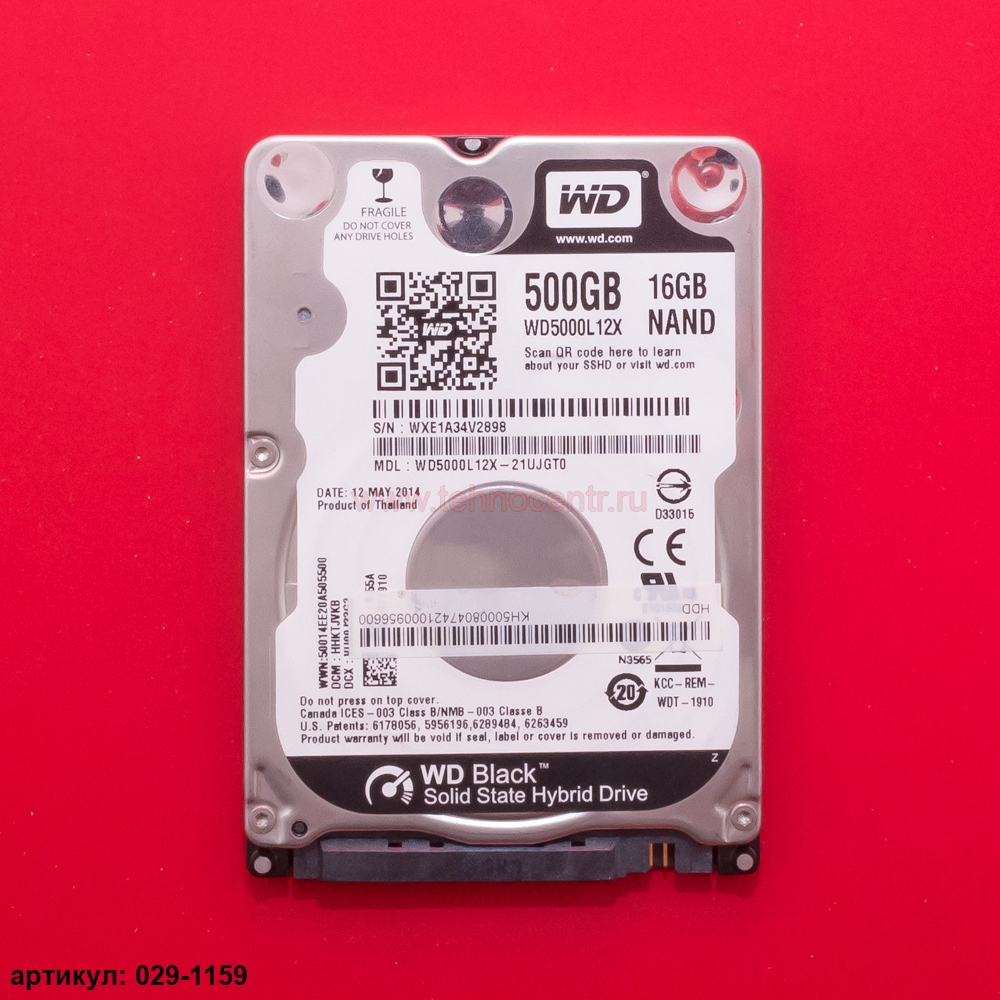 FRAGILE
DO NOT COVER
ANY DRIVE HOLES
WD®
www.wd.com
WD
500GB
WD5000L12X
16GB
NAND
Scan QR code here to learn
about your SSHD or visit wd.com
S/N : WXE1A34V2898
MDL : WD5000L12X-21UJGT0
DATE: 12 MAY 2014
Product of Thailand
www.tehnocentr.ru
D33015
CE
WWN:50014EE20A505500
DCM : HHKTJVKB
DCX :
55A
910
HDD
KH50008047421000956600
N3565
20
KCC-REM-
WDT-1910
Do not press on top cover.
Canada ICES-003 Class B/NMB-003 Classe B
U.S. Patents: 6178056, 5956196,6289484, 6263459
Product warranty will be void if seal, label or cover is removed or damaged.
Z
WD Black™
Solid State Hybrid Drive
артикул: 029-1159